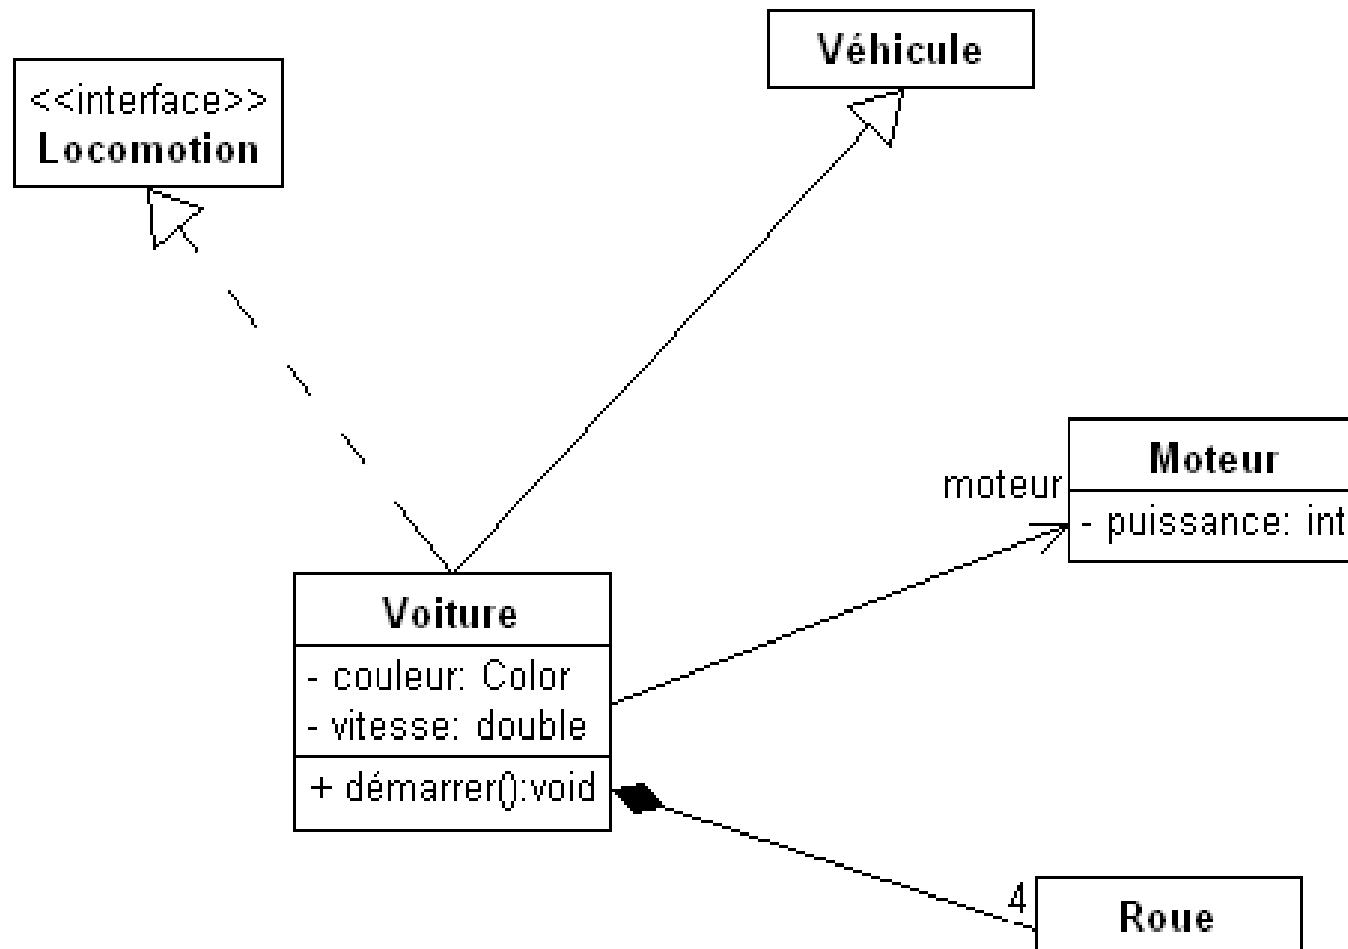 Véhicule
<<interface>>
Locomotion
moteur
Moteur
- puissance: int
Voiture
- couleur: Color
- vitesse: double
+ démarrer():void
4
Roue